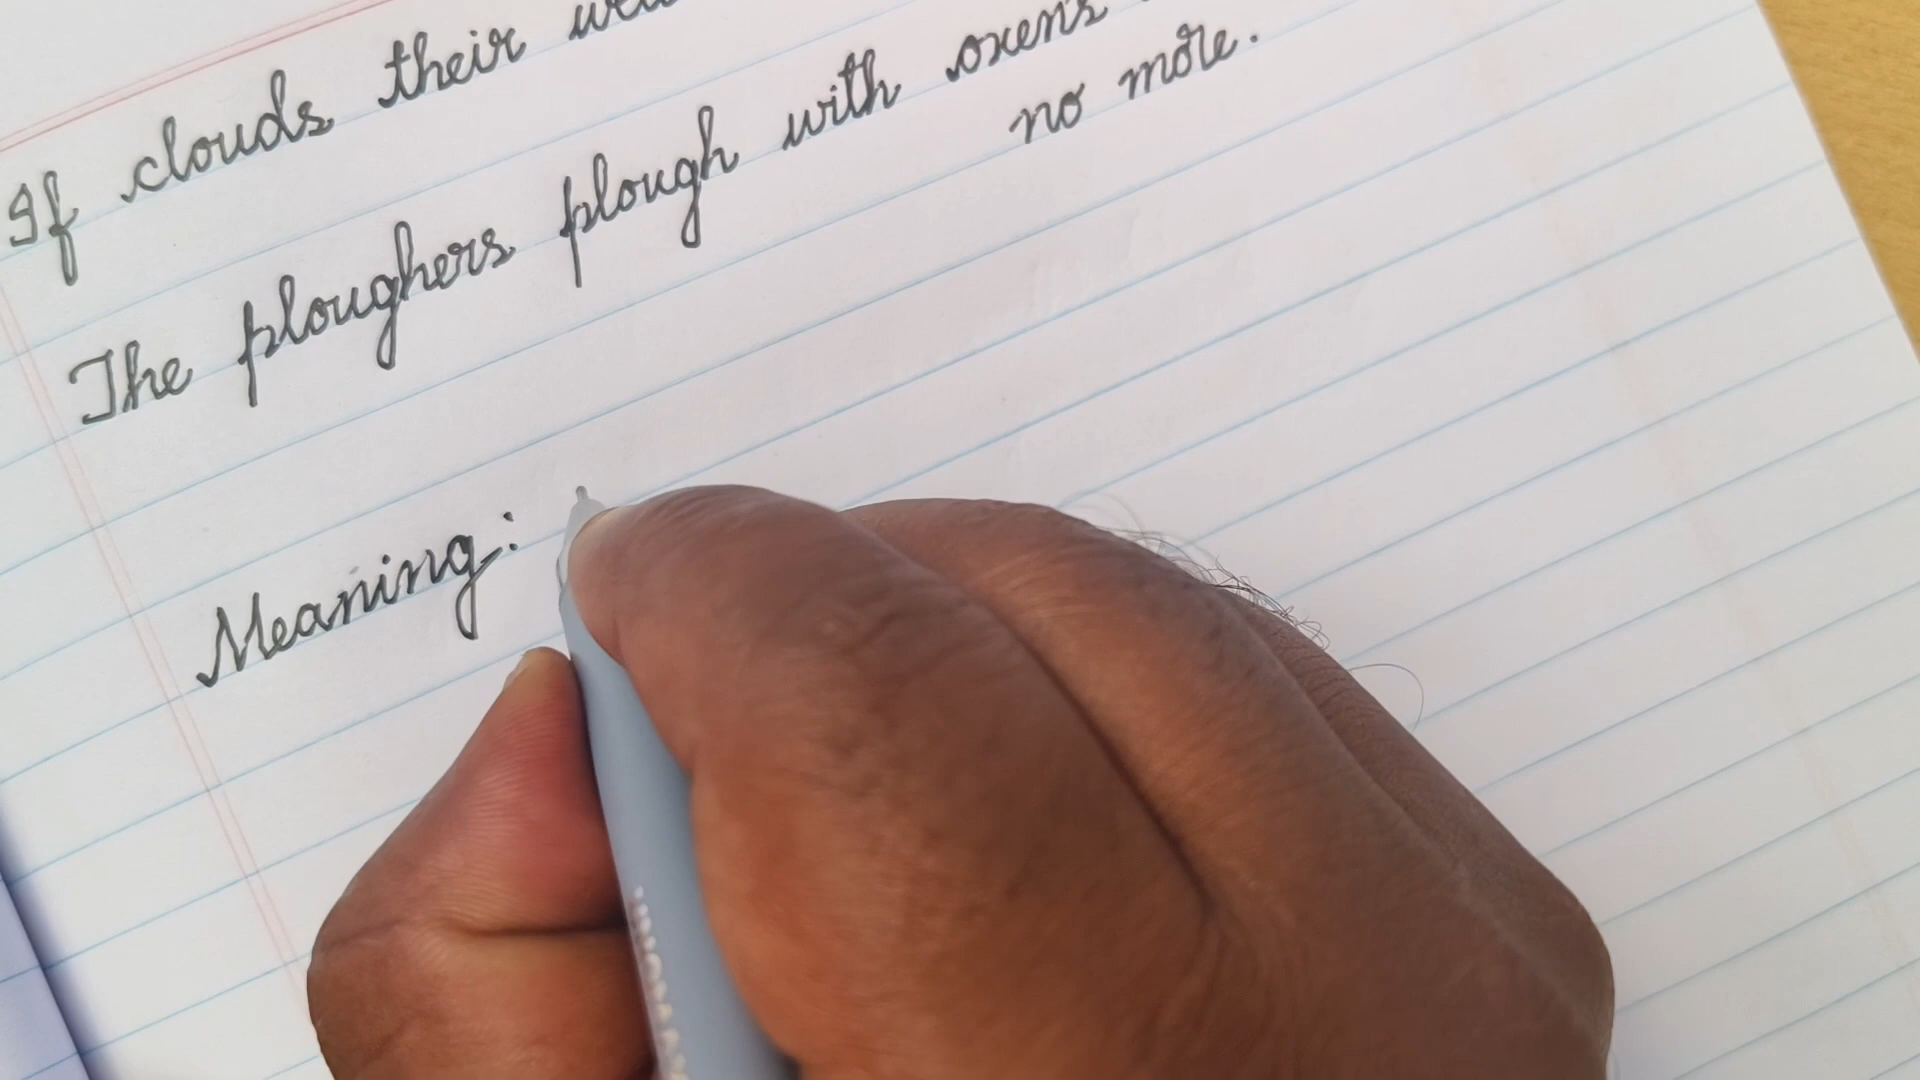 If clouds their
The ploughers plough with oxen's
no more.
Meaning: